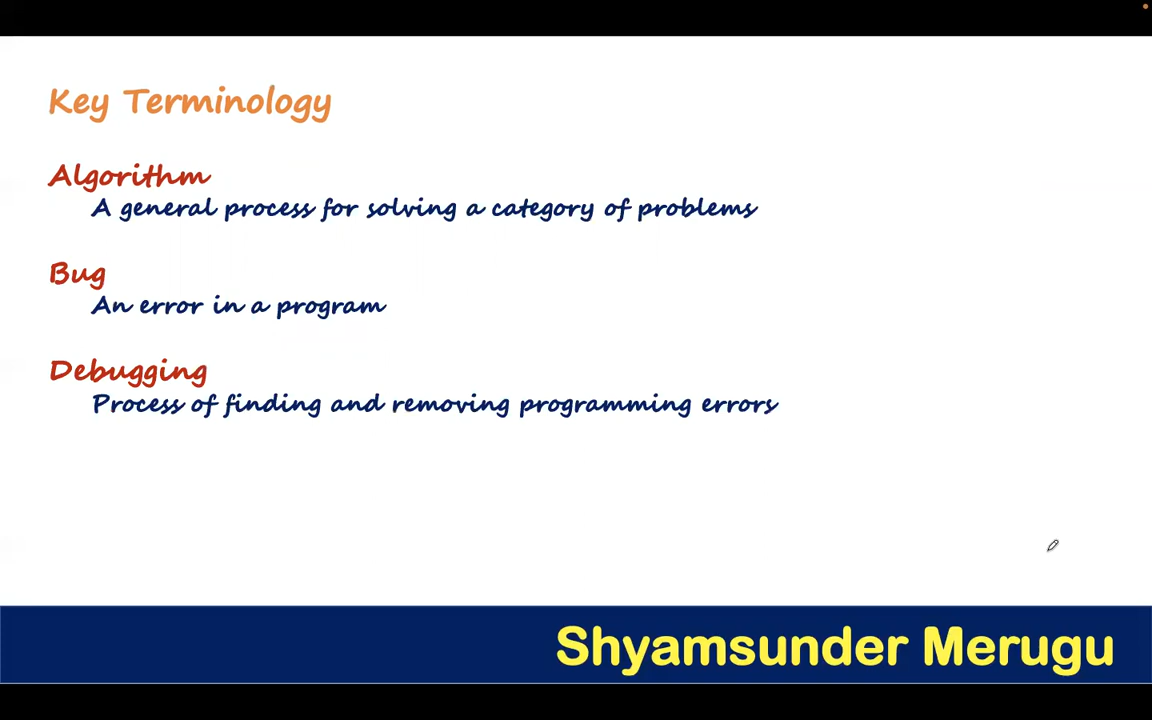 Key Terminology
Algorithm
A general process for solving a category of problems
Bug
An error in a program
Debugging
Process of finding and removing programming errors
Shyamsunder Merugu